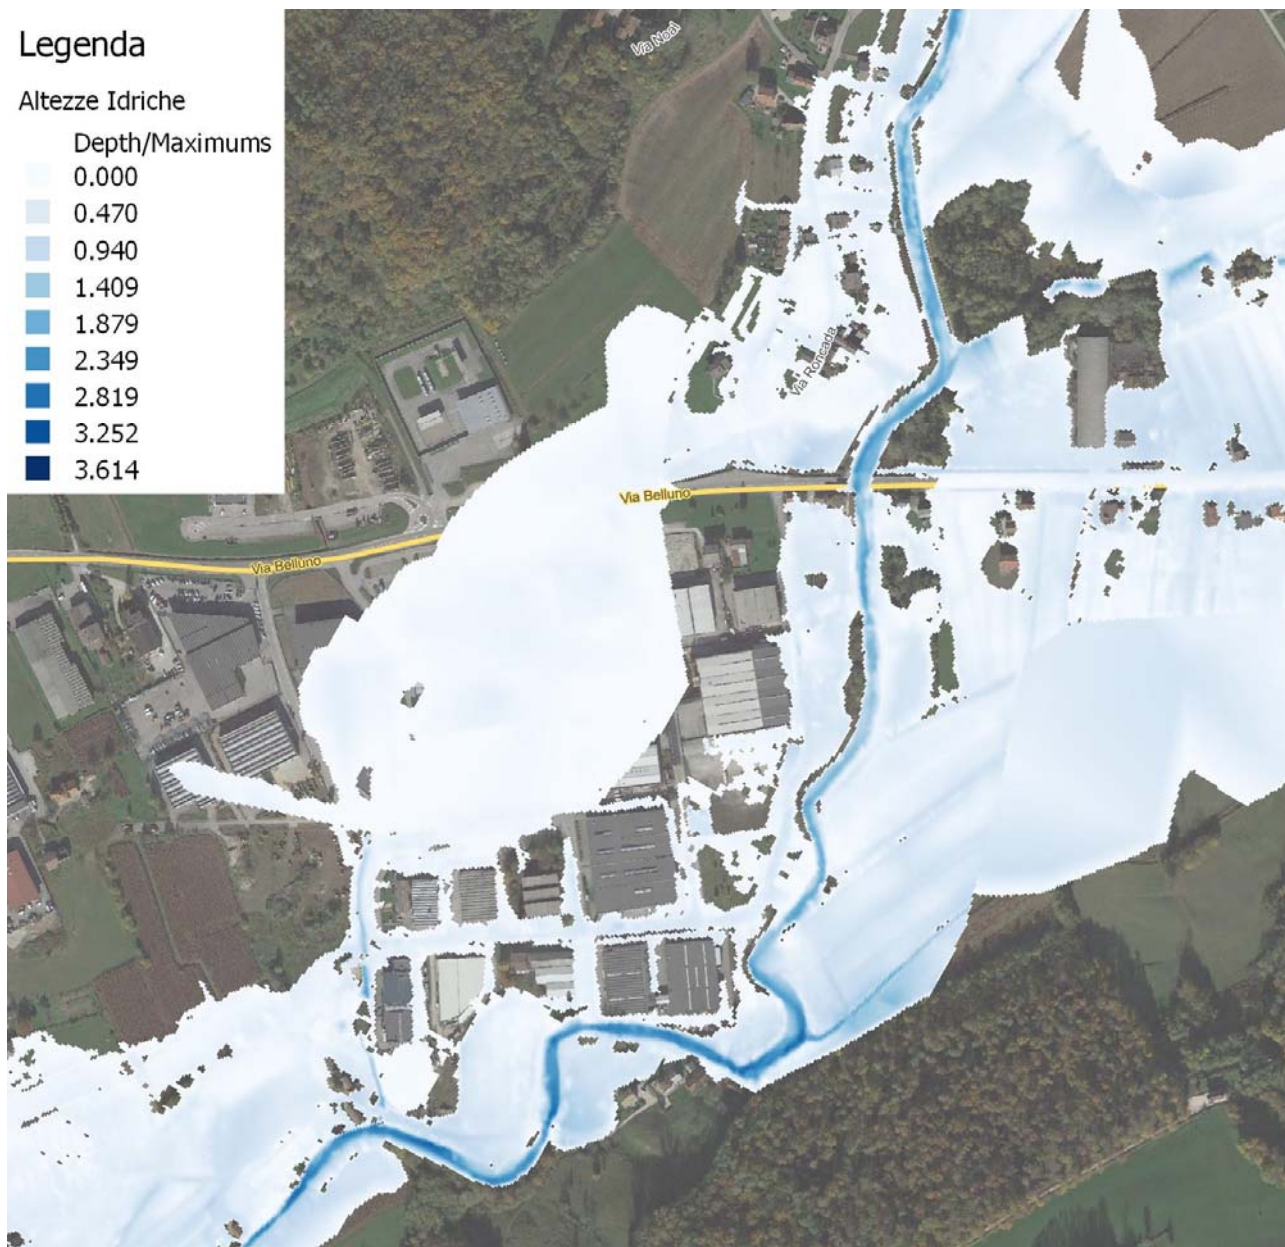 Legenda
Altezze Idriche
Depth/Maximums
0.000
0.470
0.940
1.409
1.879
2.349
2.819
3.252
3.614
Via Noal
Via Roncada
Via Belluno
Via Belluno